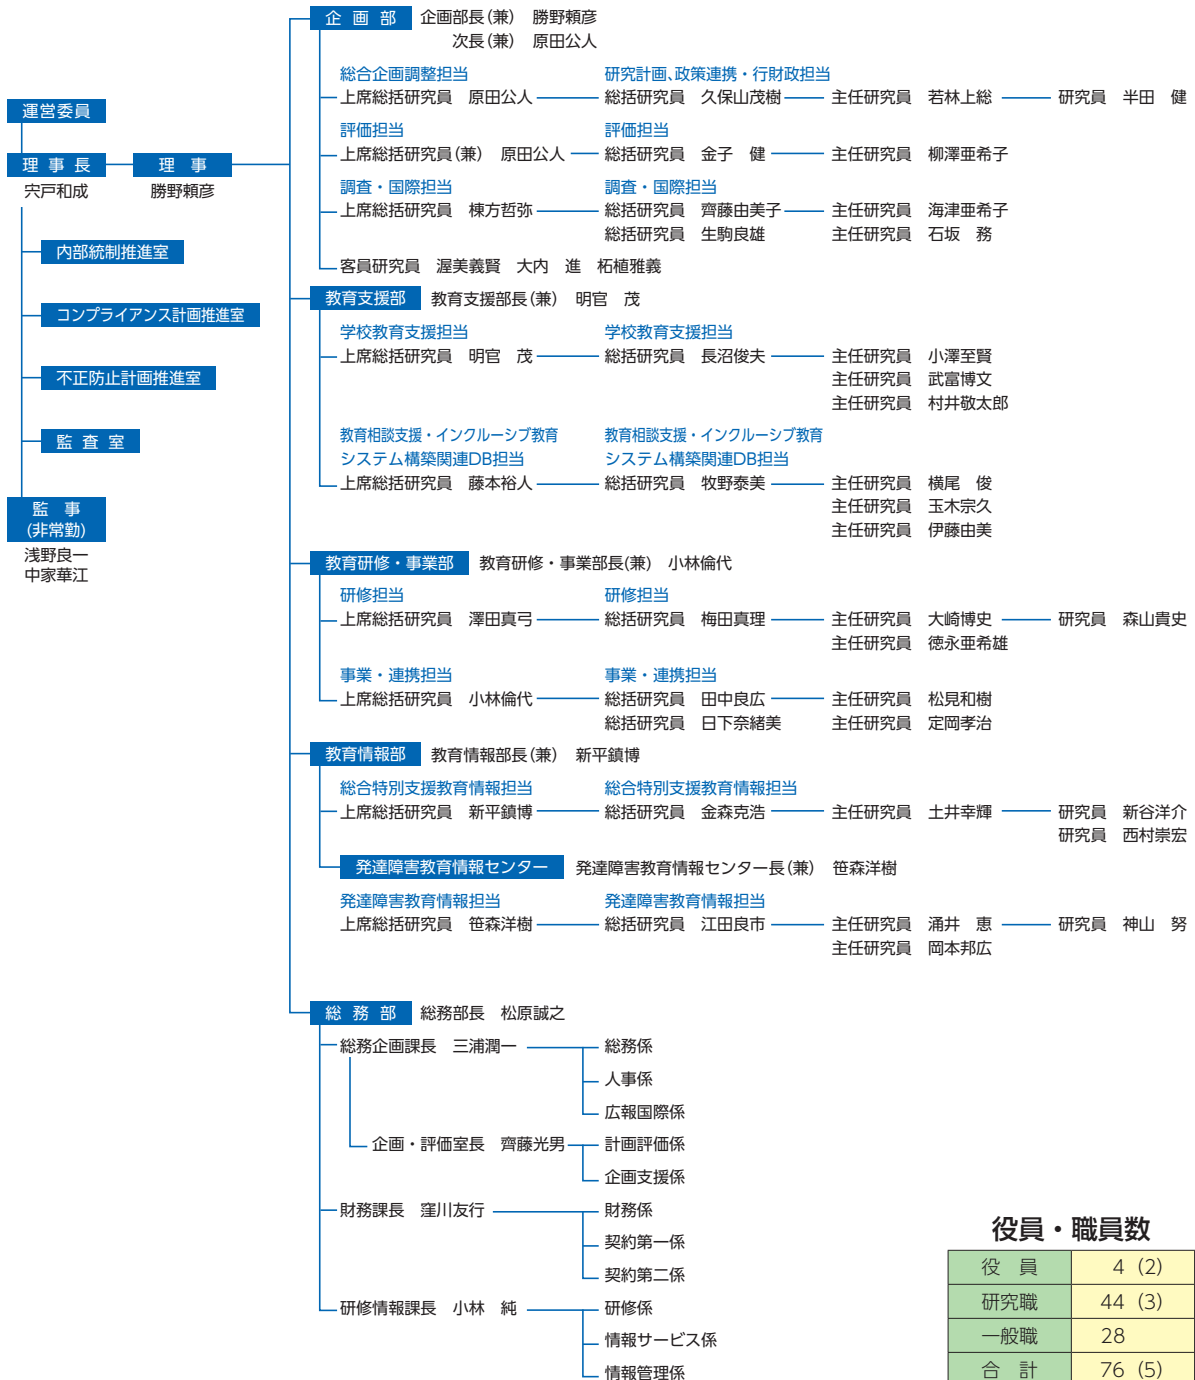 運営委員
理 事 長
宍戸和成
理　事
勝野頼彦
内部統制推進室
コンプライアンス計画推進室
不正防止計画推進室
監 査 室
監　事
(非常勤)
浅野良一
中家華江
企 画 部　企画部長(兼)　勝野頼彦
次長(兼)　原田公人
総合企画調整担当　研究計画、政策連携・行財政担当
上席総括研究員　原田公人　総括研究員　久保山茂樹　主任研究員　若林上総　研究員　半田　健
評価担当　評価担当
上席総括研究員(兼)　原田公人　総括研究員　金子　健　主任研究員　柳澤亜希子
調査・国際担当　調査・国際担当
上席総括研究員　棟方哲弥　総括研究員　齊藤由美子　主任研究員　海津亜希子
総括研究員　生駒良雄　主任研究員　石坂　務
客員研究員　渥美義賢　大内　進　柘植雅義
教育支援部　教育支援部長(兼)　明官　茂
学校教育支援担当　学校教育支援担当
上席総括研究員　明官　茂　総括研究員　長沼俊夫　主任研究員　小澤至賢
主任研究員　武富博文
主任研究員　村井敬太郎
教育相談支援・インクルーシブ教育　教育相談支援・インクルーシブ教育
システム構築関連DB担当　システム構築関連DB担当
上席総括研究員　藤本裕人　総括研究員　牧野泰美　主任研究員　横尾　俊
主任研究員　玉木宗久
主任研究員　伊藤由美
教育研修・事業部　教育研修・事業部長(兼)　小林倫代
研修担当　研修担当
上席総括研究員　澤田真弓　総括研究員　梅田真理　主任研究員　大崎博史　研究員　森山貴史
主任研究員　徳永亜希雄
事業・連携担当　事業・連携担当
上席総括研究員　小林倫代　総括研究員　田中良広　主任研究員　松見和樹
総括研究員　日下奈緒美　主任研究員　定岡孝治
教育情報部　教育情報部長(兼)　新平鎮博
総合特別支援教育情報担当　総合特別支援教育情報担当
上席総括研究員　新平鎮博　総括研究員　金森克浩　主任研究員　土井幸輝　研究員　新谷洋介
研究員　西村崇宏
発達障害教育情報センター　発達障害教育情報センター長(兼)　笹森洋樹
発達障害教育情報担当　発達障害教育情報担当
上席総括研究員　笹森洋樹　総括研究員　江田良市　主任研究員　涌井　恵　研究員　神山　努
主任研究員　岡本邦広
総 務 部　総務部長　松原誠之
総務企画課長　三浦潤一　総務係
人事係
広報国際係
企画・評価室長　齊藤光男　計画評価係
企画支援係
財務課長　窪川友行　財務係
契約第一係
契約第二係
研修情報課長　小林　純　研修係
情報サービス係
情報管理係
役員・職員数
役　員　4 (2)
研究職　44 (3)
一般職　28
合　計　76 (5)